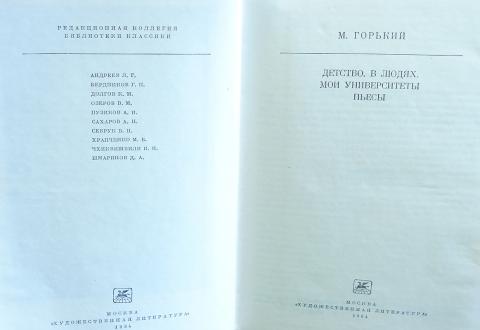 РЕДАКЦИОННАЯ КОЛЛЕГИЯ
БИБЛИОТЕКИ КЛАССИКИ
АНДРЕЕВ Л. Г.
БЕРДНИКОВ Г. П.
ДОЛГОВ К. М.
ОЗЕРОВ В. М.
ПУЗИКОВ А. И.
САХАРОВ А. Н.
СЕВРУК В. Н.
ХРАПЧЕНКО М. Б.
ЧХИКВИШВИЛИ И. И.
ШМАРИНОВ Д. А.
МОСКВА
«ХУДОЖЕСТВЕННАЯ ЛИТЕРАТУРА»
1984
М. ГОРЬКИЙ
ДЕТСТВО. В ЛЮДЯХ.
МОИ УНИВЕРСИТЕТЫ
ПЬЕСЫ
МОСКВА
«ХУДОЖЕСТВЕННАЯ ЛИТЕРАТУРА»
1984